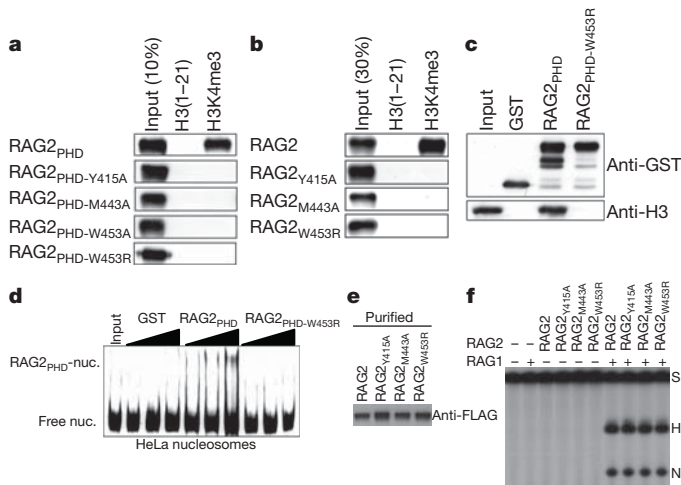 a
Input (10%)
H3(1–21)
H3K4me3
RAG2PHD
RAG2PHD-Y415A
RAG2PHD-M443A
RAG2PHD-W453A
RAG2PHD-W453R
b
Input (30%)
H3(1–21)
H3K4me3
RAG2
RAG2Y415A
RAG2M443A
RAG2W453R
c
Input
GST
RAG2PHD
RAG2PHD-W453R
Anti-GST
Anti-H3
d
Input
GST
RAG2PHD
RAG2PHD-W453R
RAG2PHD-nuc.
Free nuc.
HeLa nucleosomes
e
Purified
RAG2
RAG2Y415A
RAG2M443A
RAG2W453R
Anti-FLAG
f
RAG2 – – RAG2 RAG2Y415A RAG2M443A RAG2W453R RAG2 RAG2Y415A RAG2M443A RAG2W453R
RAG1 – + – – – – + + + +
S
H
N